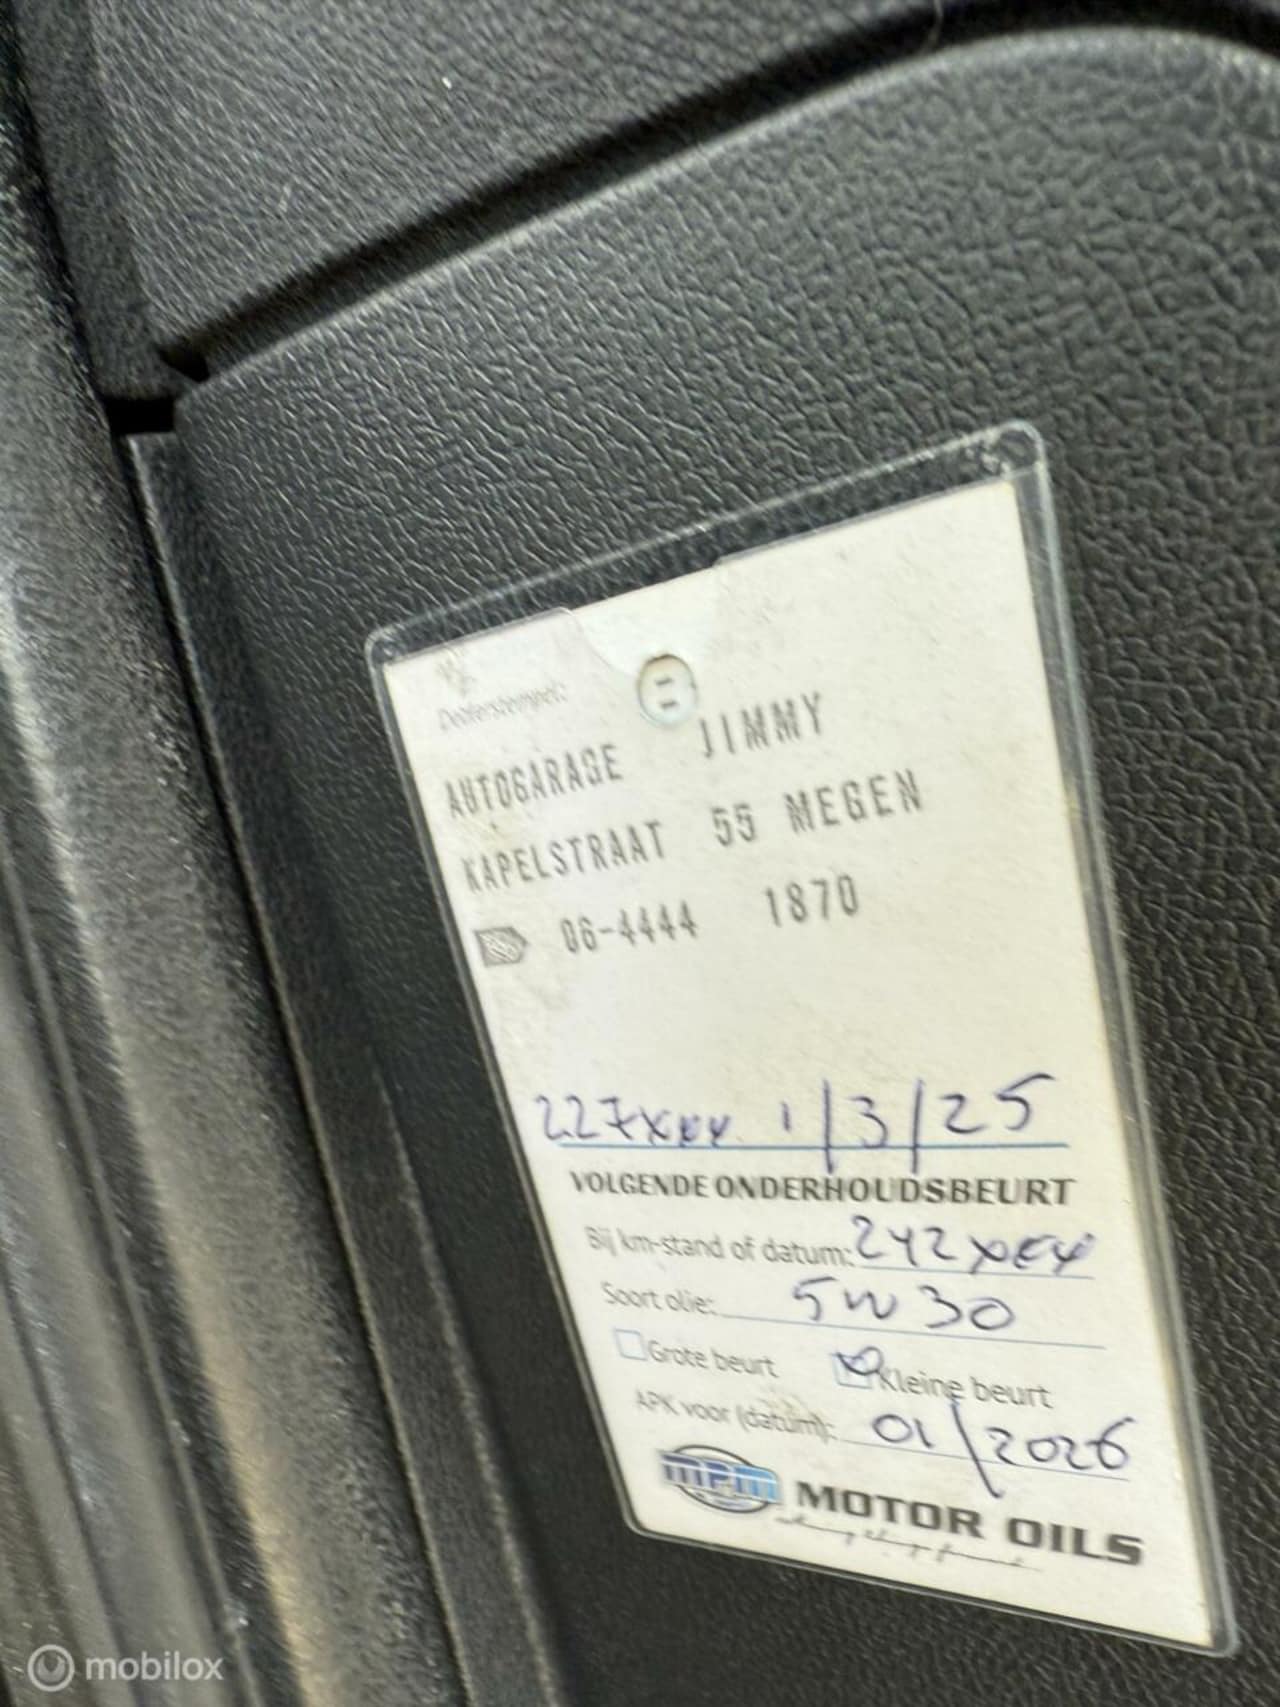 Dealerstempel:
AUTOGARAGE JIMMY
KAPELSTRAAT 55 MEGEN
06-4444 1870
227xxx 1/3/25
VOLGENDE ONDERHOUDSBEURT
Bij km-stand of datum: 242xxx
Soort olie: 5W30
Grote beurt Kleine beurt
APK voor (datum): 01/2026
mpm MOTOR OILS
mobilox